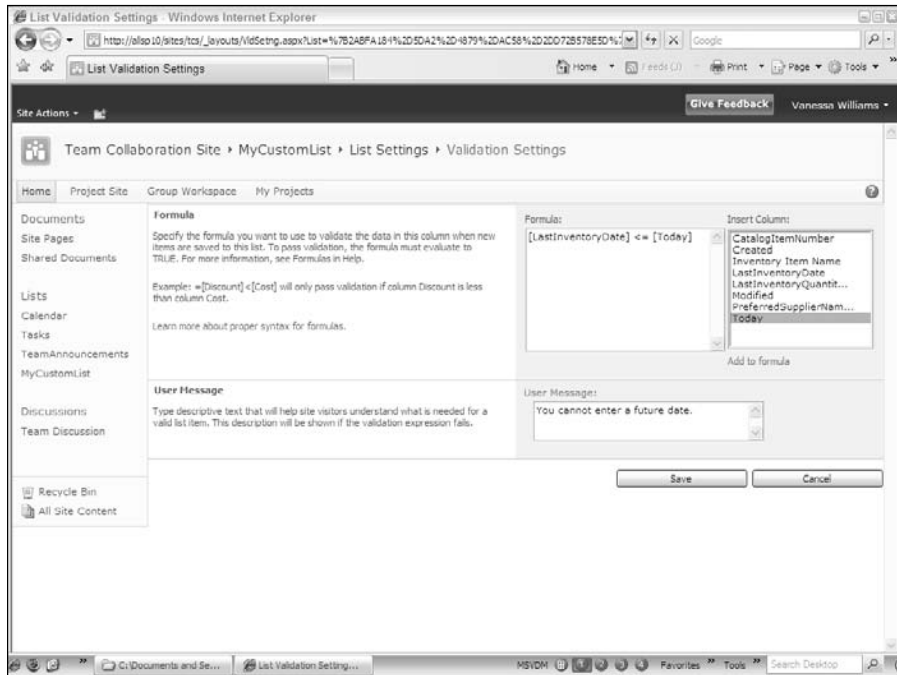 List Validation Settings - Windows Internet Explorer
Google
List Validation Settings
Home
Feeds (J)
Print
Page
Tools
Site Actions
Give Feedback
Vanessa Williams
Team Collaboration Site ▸ MyCustomList ▸ List Settings ▸ Validation Settings
Home
Project Site
Group Workspace
My Projects
Documents
Site Pages
Shared Documents
Lists
Calendar
Tasks
TeamAnnouncements
MyCustomList
Discussions
Team Discussion
Recycle Bin
All Site Content
Formula
Specify the formula you want to use to validate the data in this column when new
items are saved to this list. To pass validation, the formula must evaluate to
TRUE. For more information, see Formulas in Help.
Example: =[Discount]<[Cost] will only pass validation if column Discount is less
than column Cost.
Learn more about proper syntax for formulas.
Formula:
[LastInventoryDate] <= [Today]
Insert Column:
CatalogItemNumber
Created
Inventory Item Name
LastInventoryDate
LastInventoryQuantit...
Modified
PreferredSupplierNam...
Today
Add to formula
User Message
Type descriptive text that will help site visitors understand what is needed for a
valid list item. This description will be shown if the validation expression fails.
User Message:
You cannot enter a future date.
Save
Cancel
C:\Documents and Se...
List Validation Setting...
MSVDM
Favorites
Tools
Search Desktop